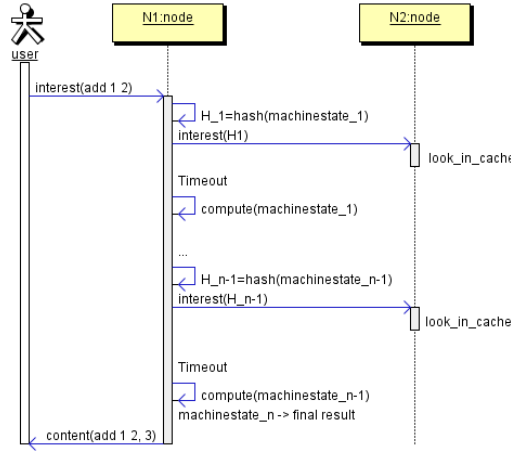 N1:node
N2:node
user
interest(add 1 2)
H_1=hash(machinestate_1)
interest(H1)
look_in_cache
Timeout
compute(machinestate_1)
...
H_n-1=hash(machinestate_n-1)
interest(H_n-1)
look_in_cache
Timeout
compute(machinestate_n-1)
machinestate_n -> final result
content(add 1 2, 3)